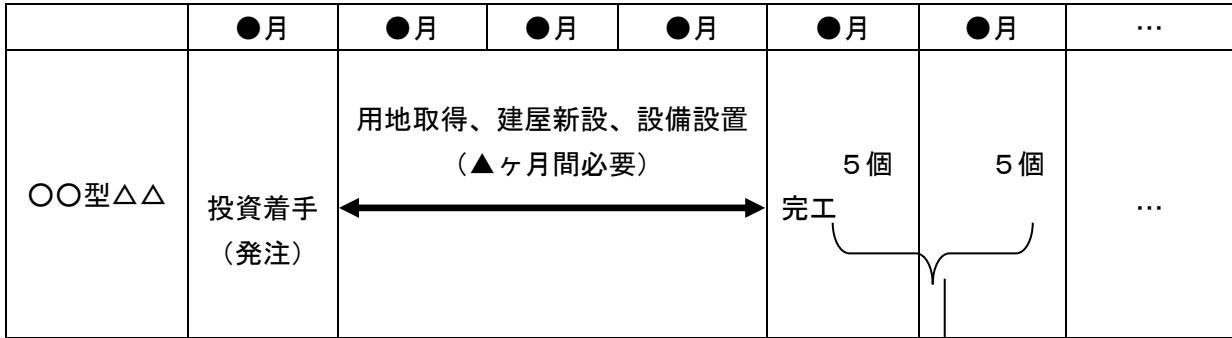 ●月 ●月 ●月 ●月 ●月 ●月 …
用地取得、建屋新設、設備設置
（▲ヶ月間必要）
５個 ５個
〇〇型△△ 投資着手 完工 …
（発注）